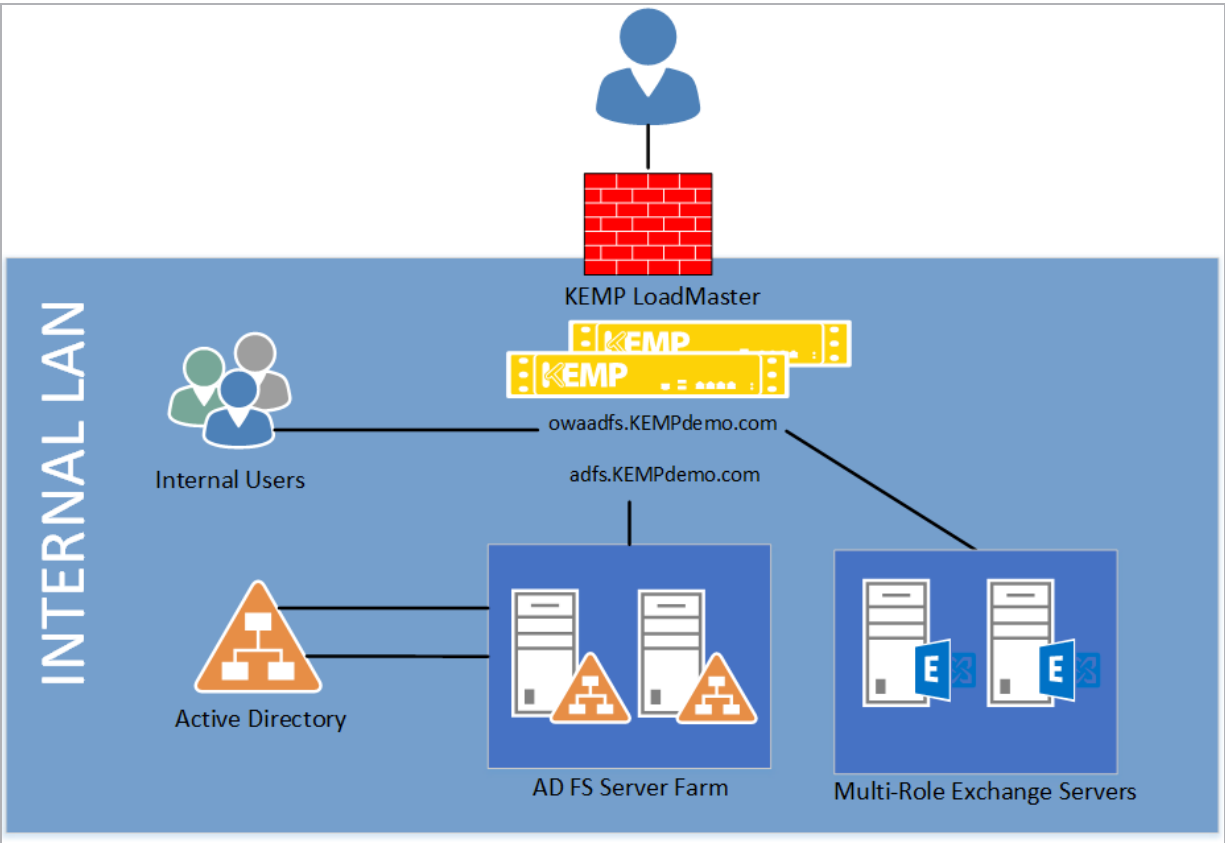 KEMP LoadMaster
KEMP
KEMP
owaadfs.KEMPdemo.com
adfs.KEMPdemo.com
INTERNAL LAN
Internal Users
Active Directory
AD FS Server Farm
E
E
Multi-Role Exchange Servers